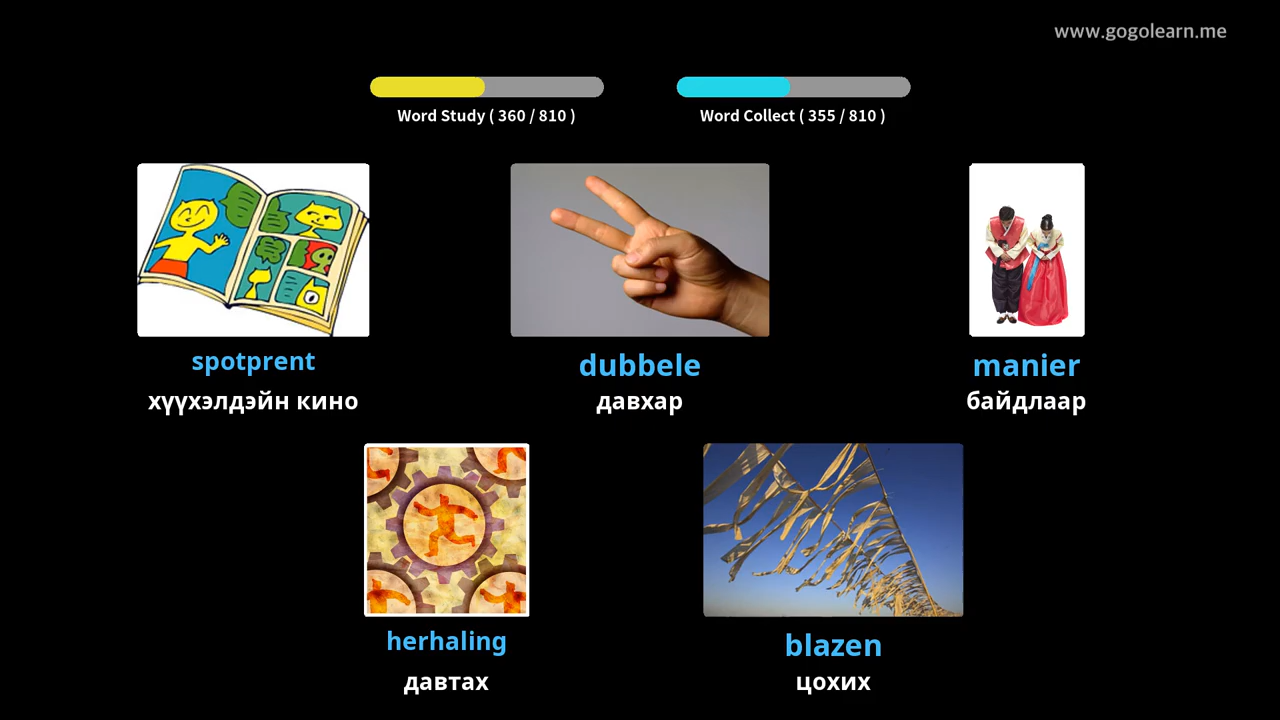 www.gogolearn.me
Word Study ( 360 / 810 )
Word Collect ( 355 / 810 )
spotprent
хүүхэлдэйн кино
dubbele
давхар
manier
байдлаар
herhaling
давтах
blazen
цохих